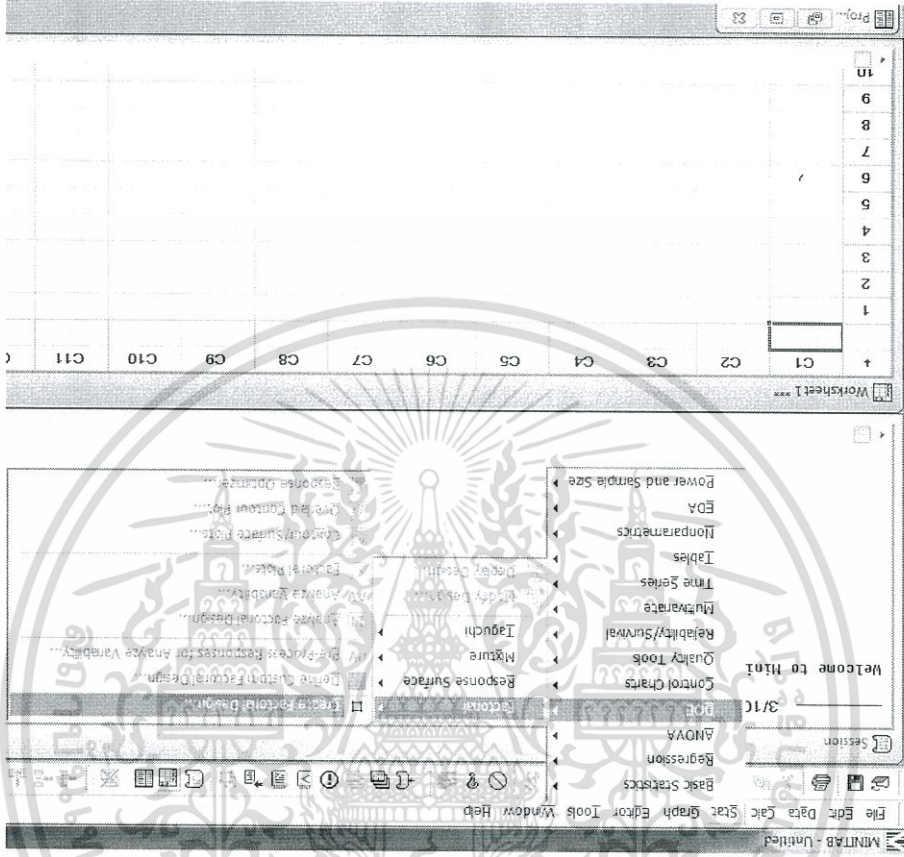 MINITAB - Untitled
File Edit Data Calc Stat Graph Editor Tools Window Help
Session
3/1(
Welcome to Mini
Basic Statistics
Regression
ANOVA
DOE
Control Charts
Quality Tools
Reliability/Survival
Multivariate
Time Series
Tables
Nonparametrics
EDA
Power and Sample Size
Factorial
Response Surface
Mixture
Taguchi
Modify Design...
Display Design...
Create Factorial Design...
Define Custom Factorial Design...
Pre-Process Responses for Analyze Variability...
Analyze Factorial Design...
Analyze Variability...
Factorial Plots...
Contour/Surface Plots...
Overlaid Contour Plot...
Response Optimizer...
Worksheet 1 ***
+ C1 C2 C3 C4 C5 C6 C7 C8 C9 C10 C11
1
2
3
4
5
6
7
8
9
10
Proj...